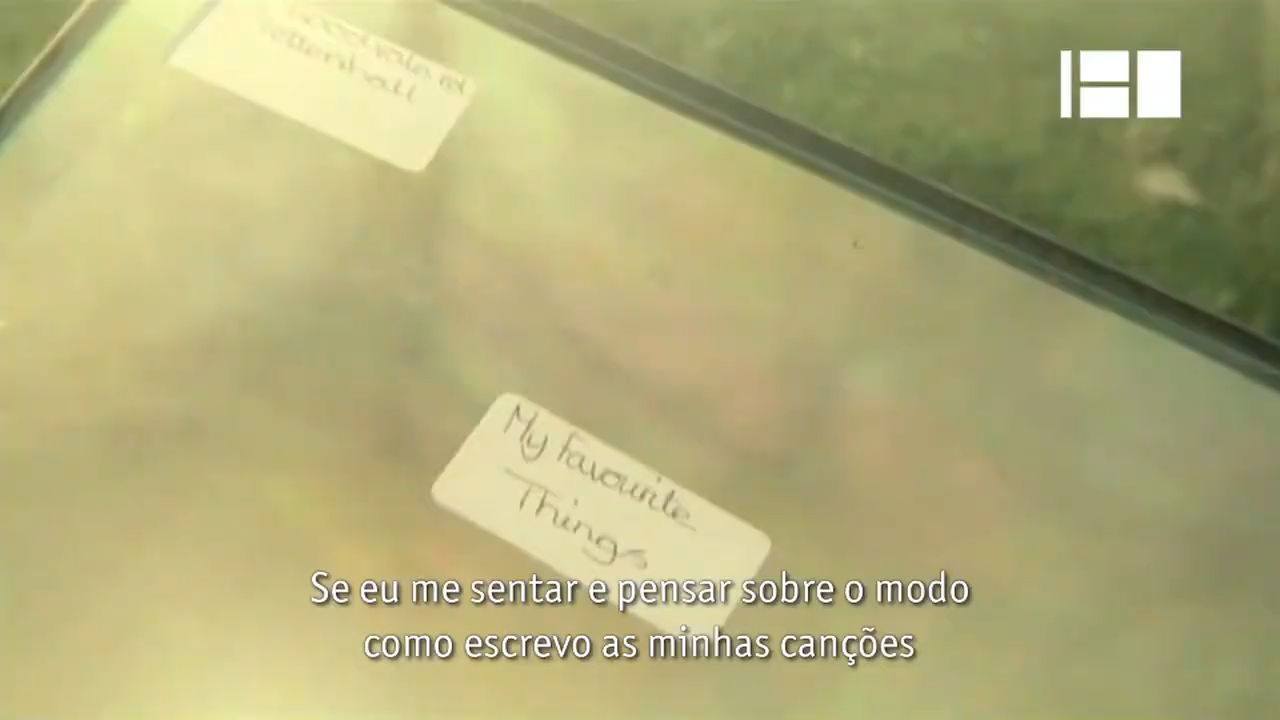 My Favourite
Things
Se eu me sentar e pensar sobre o modo
como escrevo as minhas canções